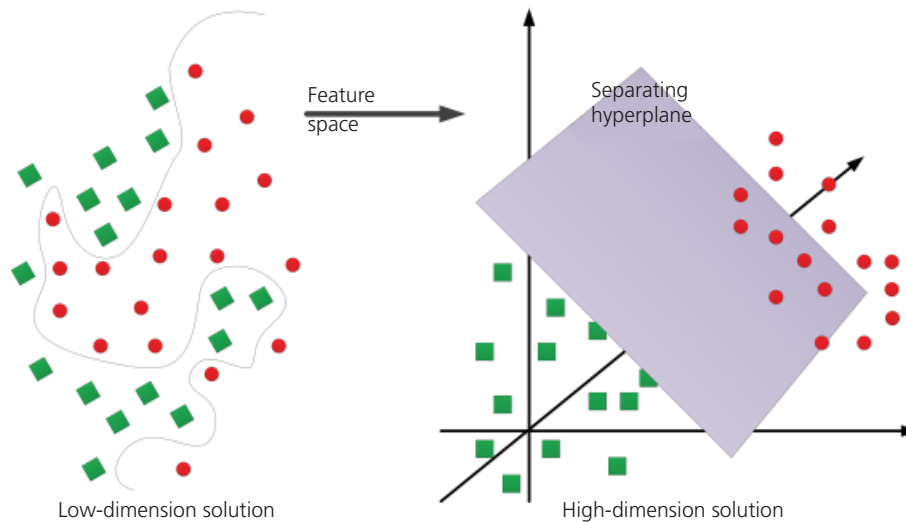 Feature
space
Separating
hyperplane
Low-dimension solution
High-dimension solution